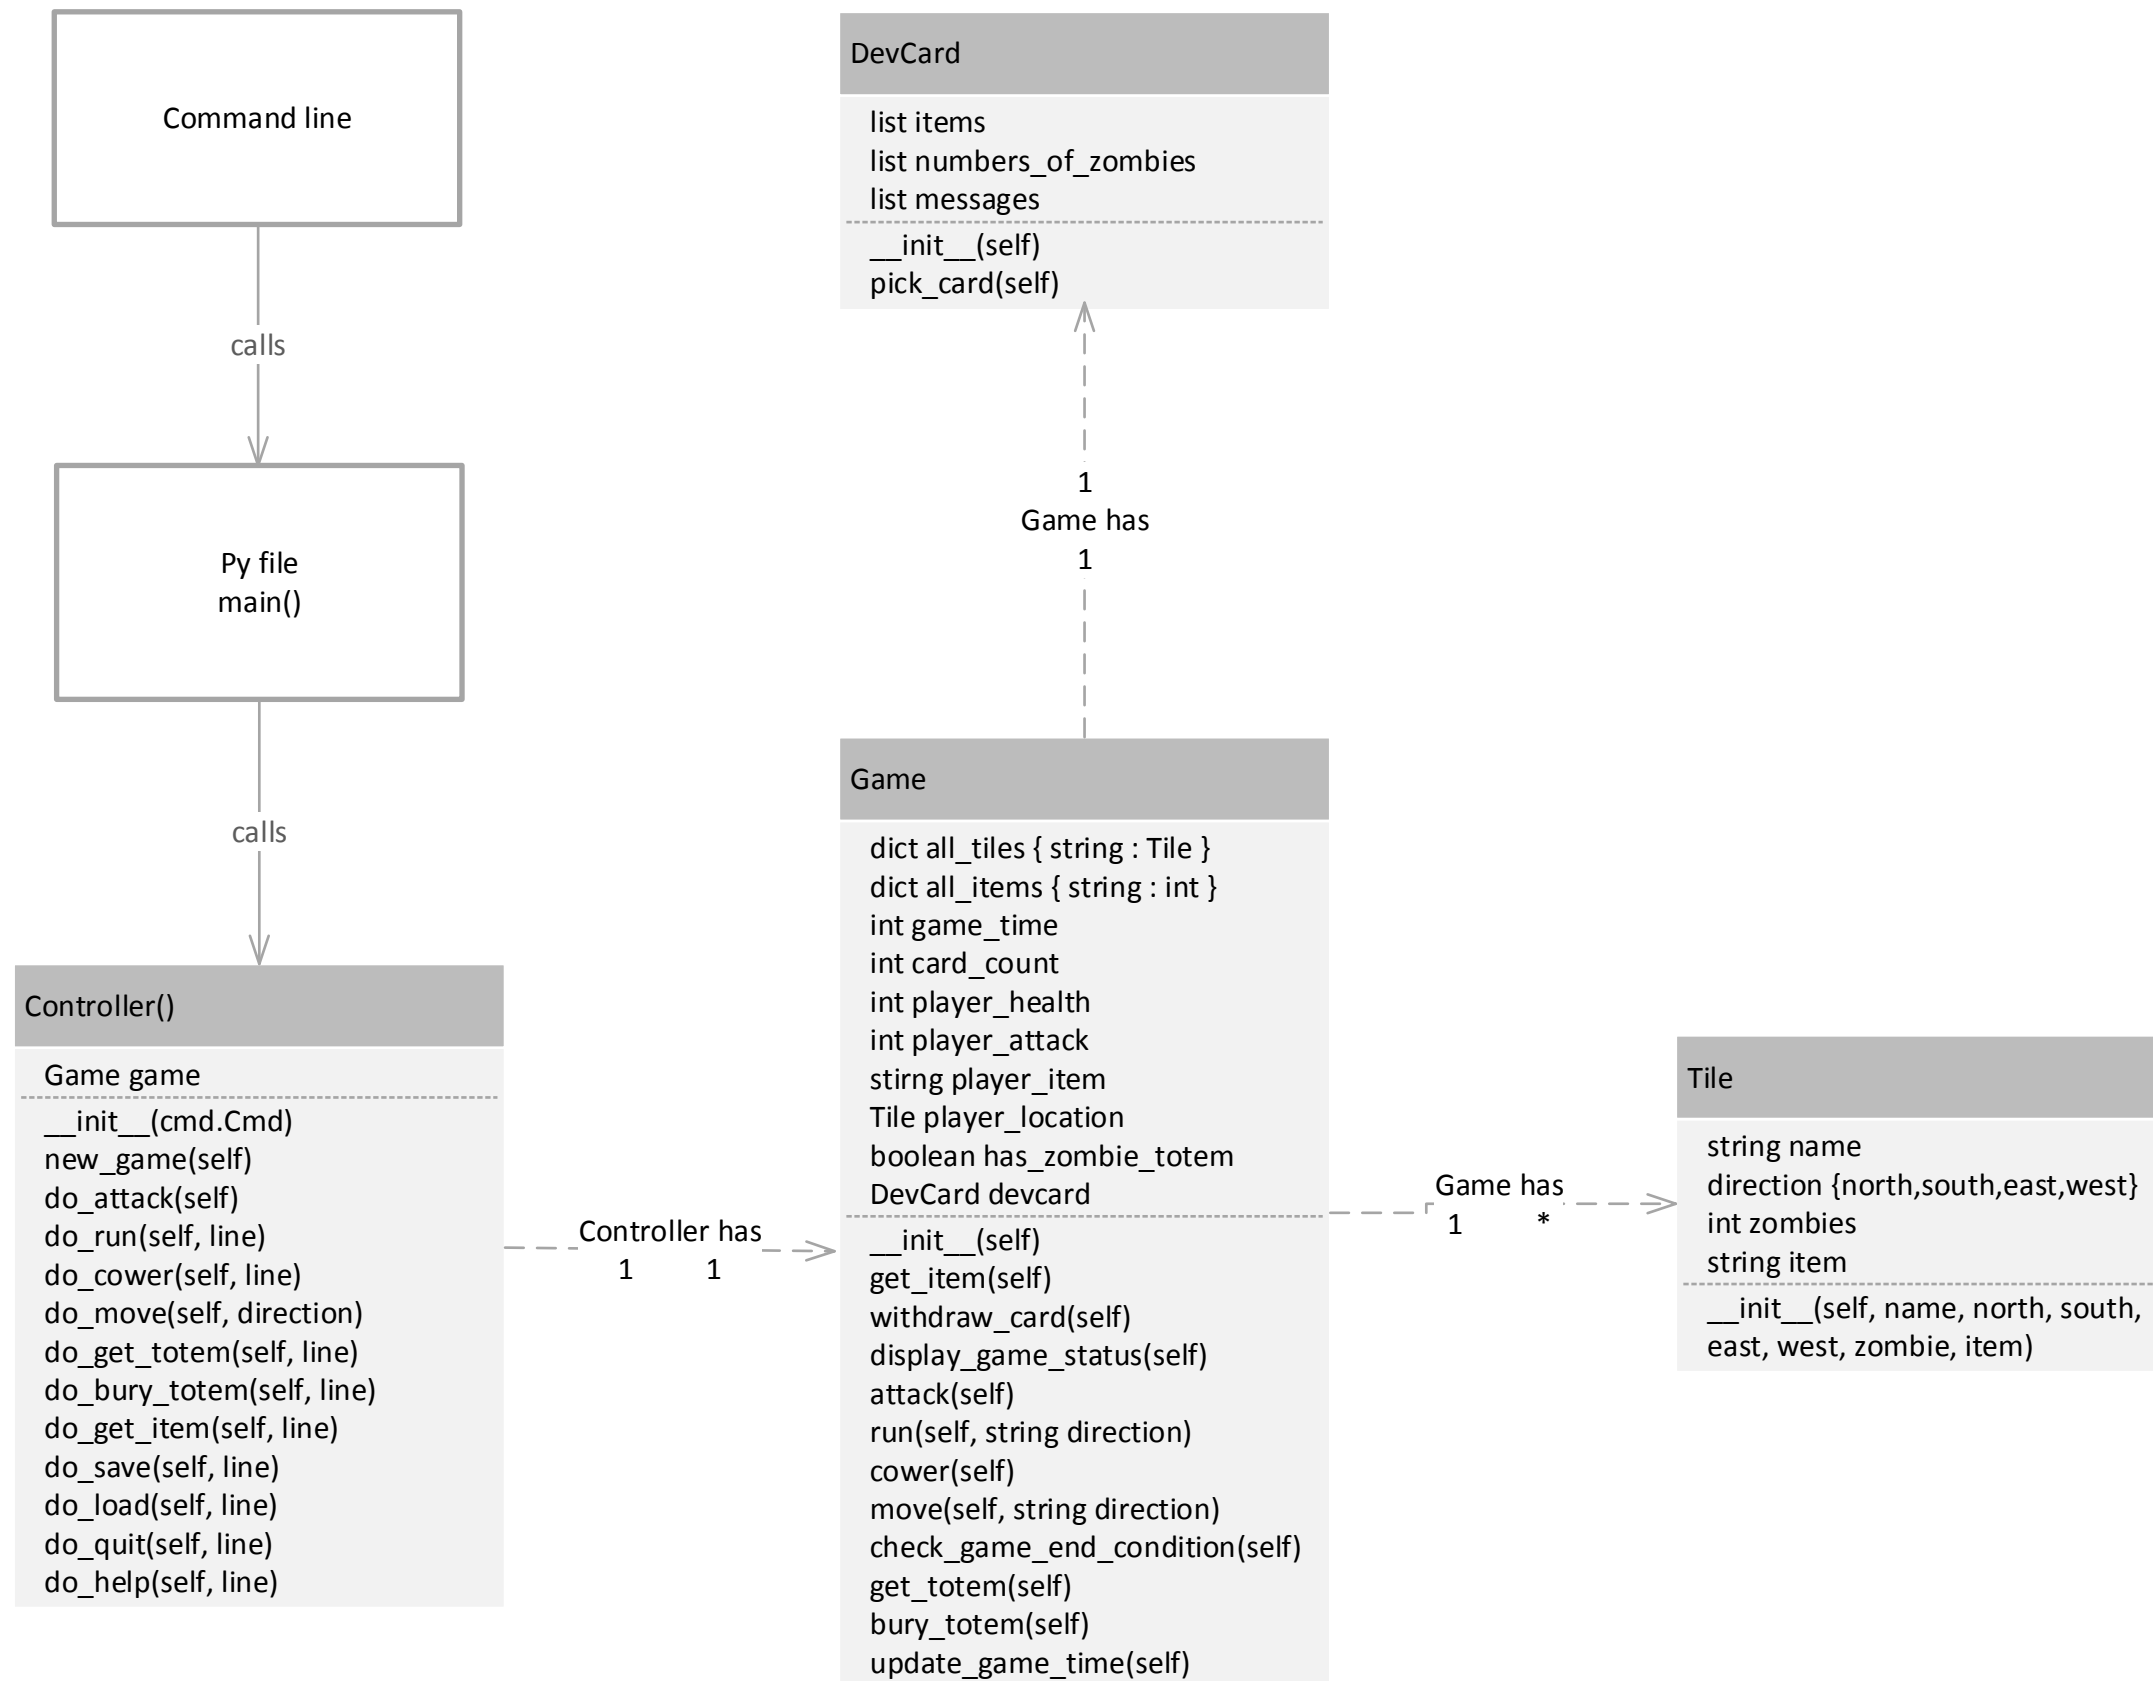 Command line
calls
Py file
main()
calls
Controller()
Game game
__init__(cmd.Cmd)
new_game(self)
do_attack(self)
do_run(self, line)
do_cower(self, line)
do_move(self, direction)
do_get_totem(self, line)
do_bury_totem(self, line)
do_get_item(self, line)
do_save(self, line)
do_load(self, line)
do_quit(self, line)
do_help(self, line)
Controller has
1 1
DevCard
list items
list numbers_of_zombies
list messages
__init__(self)
pick_card(self)
1
Game has
1
Game
dict all_tiles { string : Tile }
dict all_items { string : int }
int game_time
int card_count
int player_health
int player_attack
stirng player_item
Tile player_location
boolean has_zombie_totem
DevCard devcard
__init__(self)
get_item(self)
withdraw_card(self)
display_game_status(self)
attack(self)
run(self, string direction)
cower(self)
move(self, string direction)
check_game_end_condition(self)
get_totem(self)
bury_totem(self)
update_game_time(self)
Game has
1 *
Tile
string name
direction {north,south,east,west}
int zombies
string item
__init__(self, name, north, south,
east, west, zombie, item)